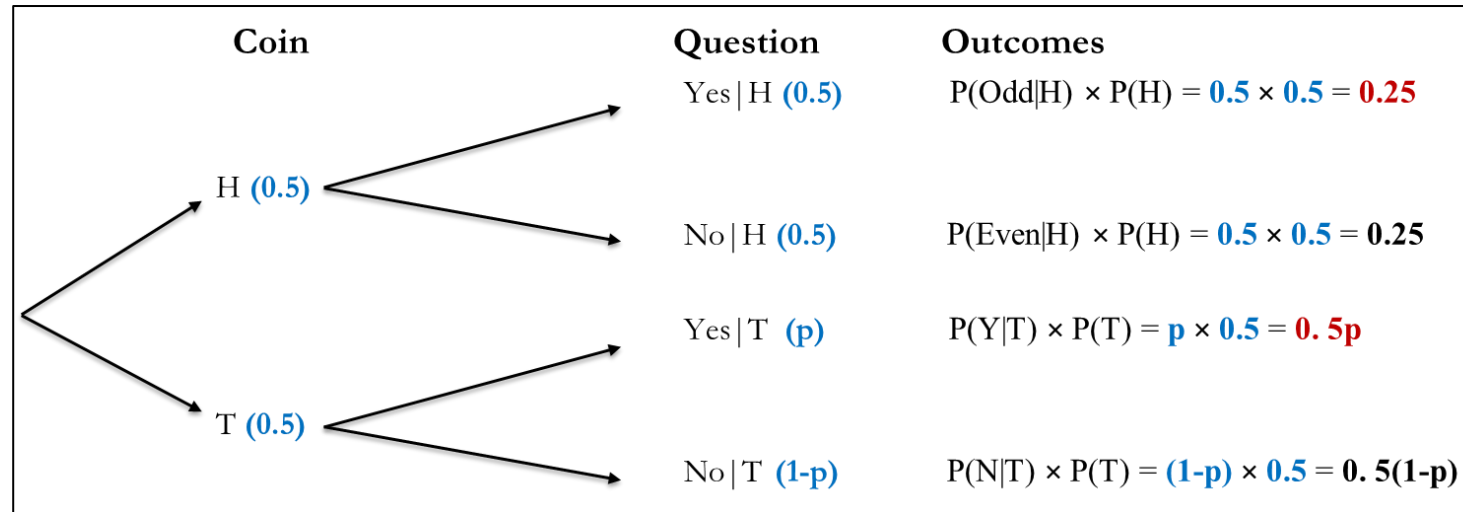 Coin Question Outcomes
Yes|H (0.5) P(Odd|H) × P(H) = 0.5 × 0.5 = 0.25
H (0.5)
No|H (0.5) P(Even|H) × P(H) = 0.5 × 0.5 = 0.25
Yes|T (p) P(Y|T) × P(T) = p × 0.5 = 0. 5p
T (0.5)
No|T (1-p) P(N|T) × P(T) = (1-p) × 0.5 = 0. 5(1-p)